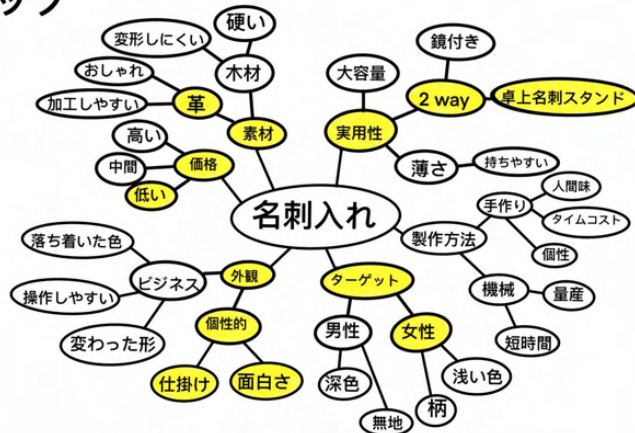 ップ
硬い
変形しにくい
木材
おしゃれ
革
加工しやすい
素材
高い
中間
価格
低い
鏡付き
大容量
2 way
卓上名刺スタンド
実用性
薄さ
持ちやすい
名刺入れ
人間味
手作り
タイムコスト
個性
製作方法
機械
量産
短時間
落ち着いた色
ビジネス
外観
操作しやすい
変わった形
個性的
仕掛け
面白さ
ターゲット
男性
女性
深色
無地
浅い色
柄